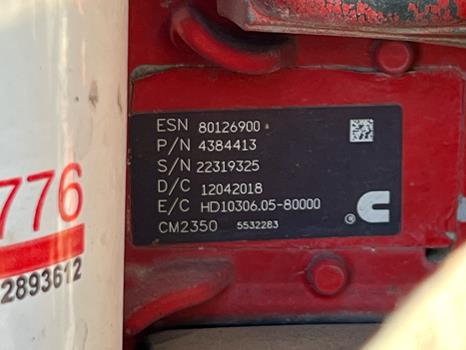 ESN 80126900
P/N 4384413
S/N 22319325
D/C 12042018
E/C HD10306.05-80000
CM2350 5532283
®
776
2893612